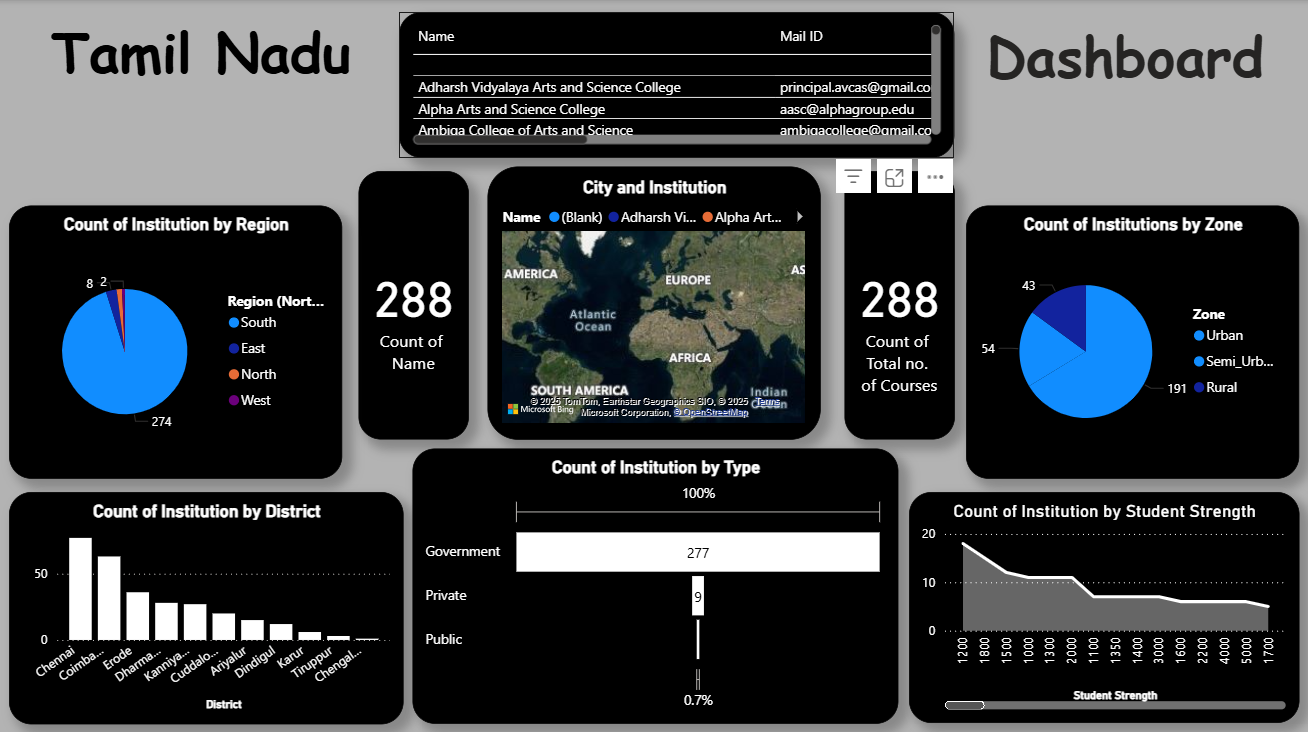 Tamil Nadu
Dashboard
Name Mail ID
Adharsh Vidyalaya Arts and Science College principal.avcas@gmail.co
Alpha Arts and Science College aasc@alphagroup.edu
Ambiga College of Arts and Science ambigacollege@gmail.co
Count of Institution by Region
8 2
274
Region (Nort...
South
East
North
West
288
Count of
Name
City and Institution
Name (Blank) Adharsh Vi... Alpha Art...
AMERICA
EUROPE
AS
Atlantic
Ocean
AFRICA
SOUTH AMERICA
Indian
Ocean
Microsoft Bing
© 2025 TomTom, Earthstar Geographics SIO, © 2025 Terms
Microsoft Corporation, © OpenStreetMap
288
Count of
Total no.
of Courses
Count of Institutions by Zone
43
54
191
Zone
Urban
Semi_Urb...
Rural
Count of Institution by District
50
0
Chennai
Coimba...
Erode
Dharma...
Kanniya...
Cuddalo...
Ariyalur
Dindigul
Karur
Tiruppur
Chengal...
District
Count of Institution by Type
100%
Government 277
Private 9
Public
0.7%
Count of Institution by Student Strength
20
10
0
1200
1800
1500
1000
1300
2000
1100
1350
1400
3000
1600
2200
4000
5000
1700
Student Strength